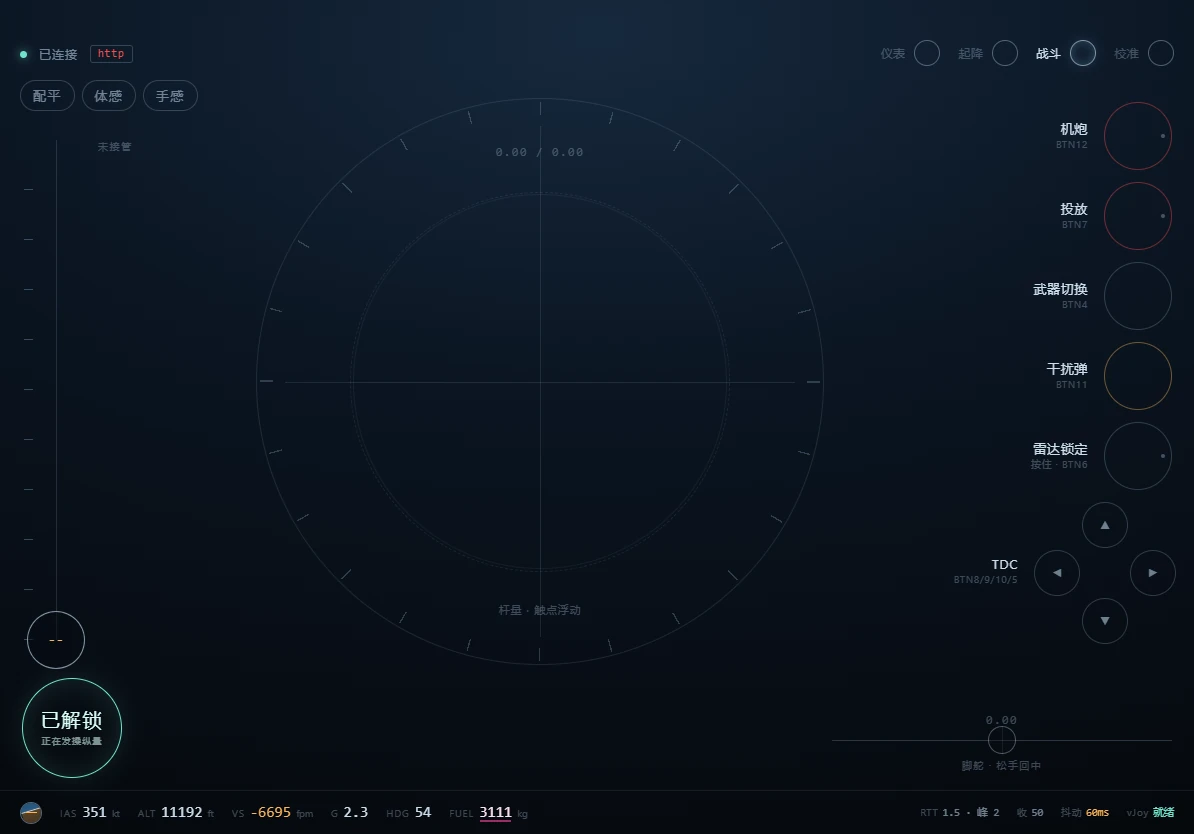 已连接 http
仪表 起降 战斗 校准
配平 体感 手感
未接管
0.00 / 0.00
机炮
BTN12
投放
BTN7
武器切换
BTN4
干扰弹
BTN11
雷达锁定
按住 · BTN6
TDC
BTN8/9/10/5
杆量 · 触点浮动
--
已解锁
正在发操纵量
0.00
脚舵 · 松手回中
IAS 351 kt ALT 11192 ft VS -6695 fpm G 2.3 HDG 54 FUEL 3111 kg
RTT 1.5 · 峰 2 收 50 抖动 60ms vJoy 就绪